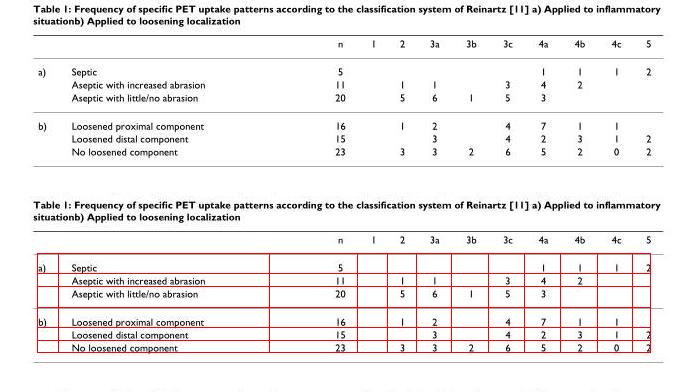 Table 1: Frequency of specific PET uptake patterns according to the classification system of Reinartz [11] a) Applied to inflammatory
situationb) Applied to loosening localization
n 1 2 3a 3b 3c 4a 4b 4c 5
a) Septic 5 1 1 1 2
Aseptic with increased abrasion 11 1 1 3 4 2
Aseptic with little/no abrasion 20 5 6 1 5 3
b) Loosened proximal component 16 1 2 4 7 1 1
Loosened distal component 15 3 4 2 3 1 2
No loosened component 23 3 3 2 6 5 2 0 2
Table 1: Frequency of specific PET uptake patterns according to the classification system of Reinartz [11] a) Applied to inflammatory
situationb) Applied to loosening localization
n 1 2 3a 3b 3c 4a 4b 4c 5
a) Septic 5 1 1 1 2
Aseptic with increased abrasion 11 1 1 3 4 2
Aseptic with little/no abrasion 20 5 6 1 5 3
b) Loosened proximal component 16 1 2 4 7 1 1
Loosened distal component 15 3 4 2 3 1 2
No loosened component 23 3 3 2 6 5 2 0 2